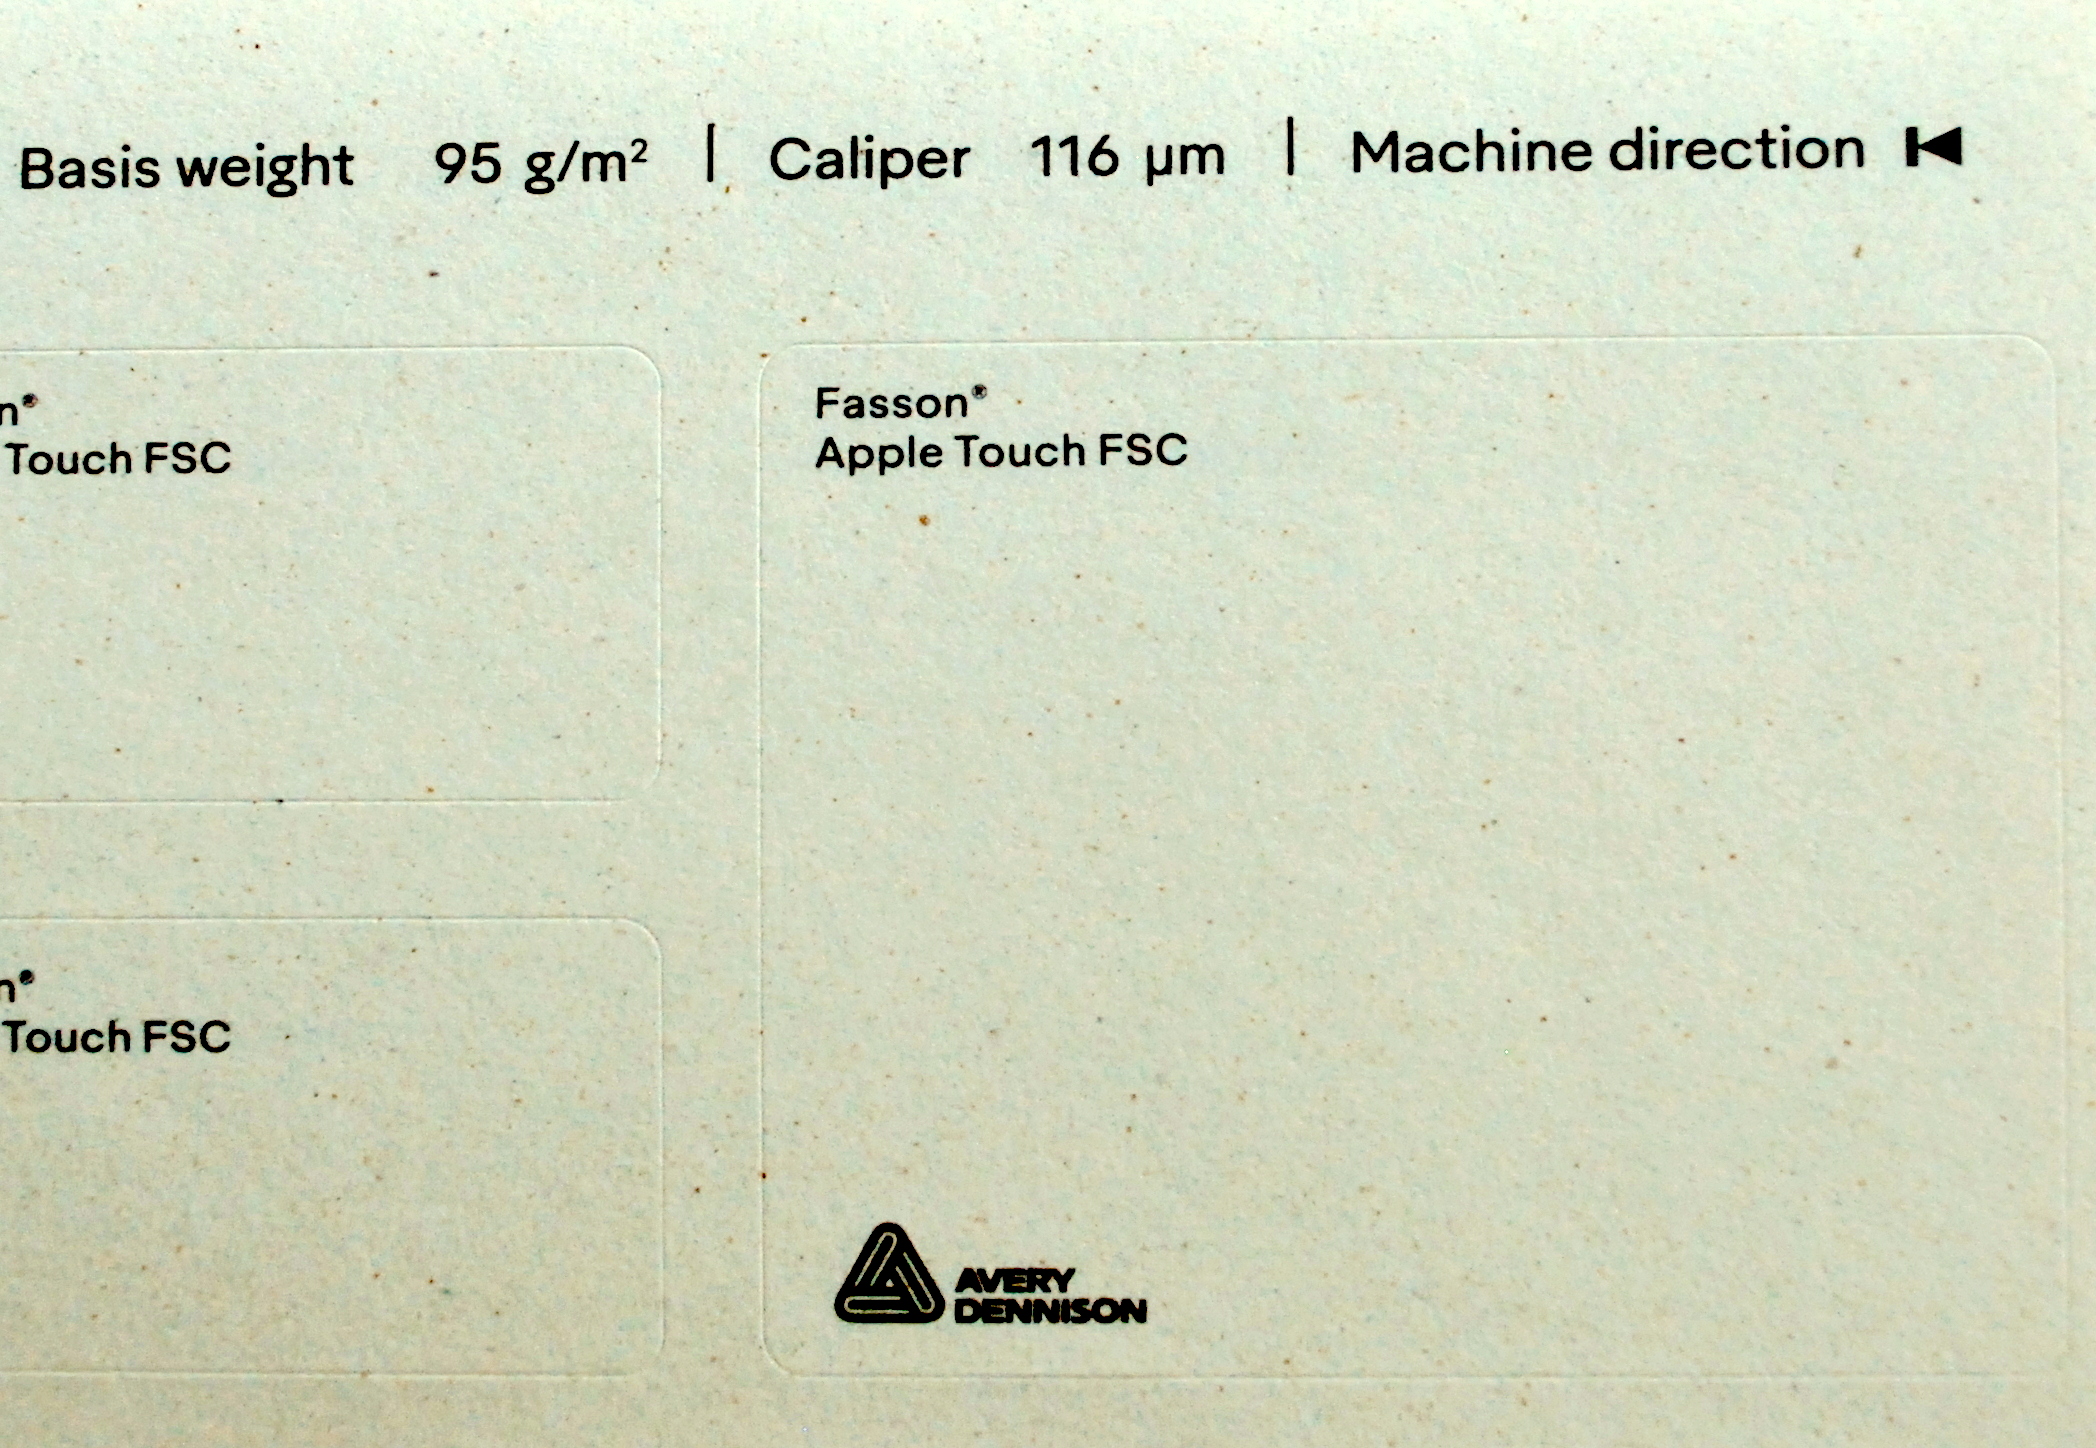 Basis weight 95 g/m² | Caliper 116 µm | Machine direction
n®
Touch FSC
Fasson®
Apple Touch FSC
n®
Touch FSC
AVERY
DENNISON